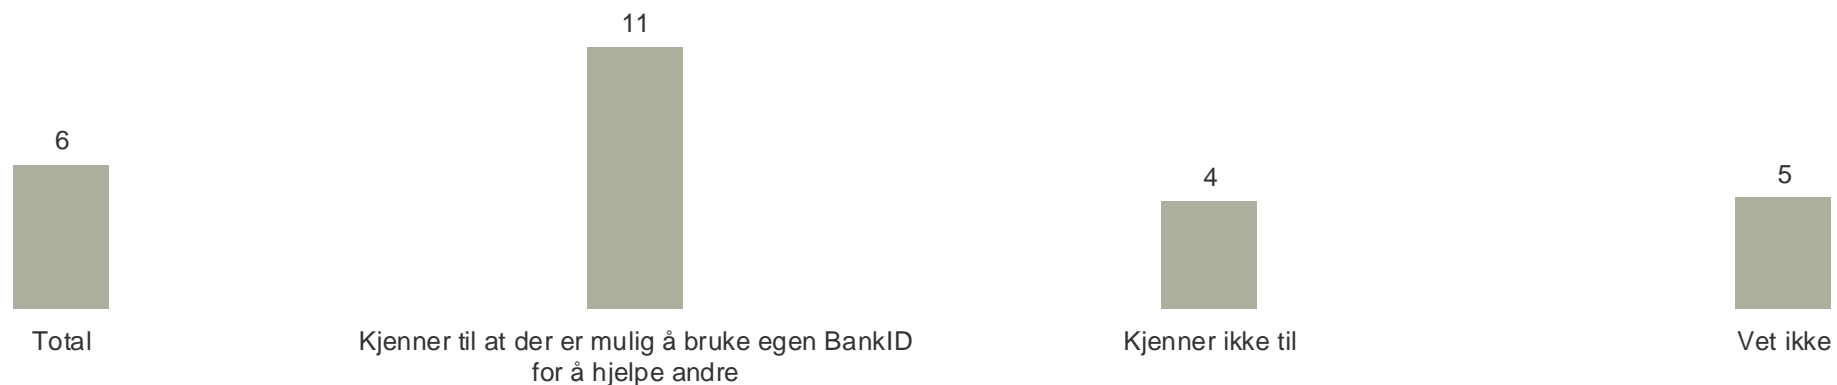 11
6
4
5
Total
Kjenner til at der er mulig å bruke egen BankID
for å hjelpe andre
Kjenner ikke til
Vet ikke